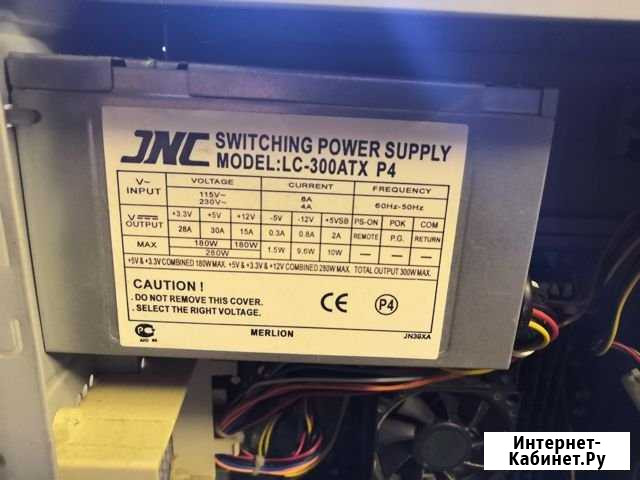 JNC SWITCHING POWER SUPPLY
MODEL:LC-300ATX P4
V~ INPUT VOLTAGE CURRENT FREQUENCY
115V~ 230V~ 8A 4A 60Hz-50Hz
V OUTPUT +3.3V +5V +12V -5V -12V +5VSB PS-ON POK COM
28A 30A 15A 0.3A 0.8A 2A REMOTE P.G. RETURN
MAX 180W 180W 1.5W 9.6W 10W — — —
280W
+5V & +3.3V COMBINED 180W MAX. +5V & +3.3V & +12V COMBINED 280W MAX. TOTAL OUTPUT 300W MAX.
CAUTION !
. DO NOT REMOVE THIS COVER.
. SELECT THE RIGHT VOLTAGE.
CE P4
MERLION
JN38XA
Интернет-
Кабинет.Ру